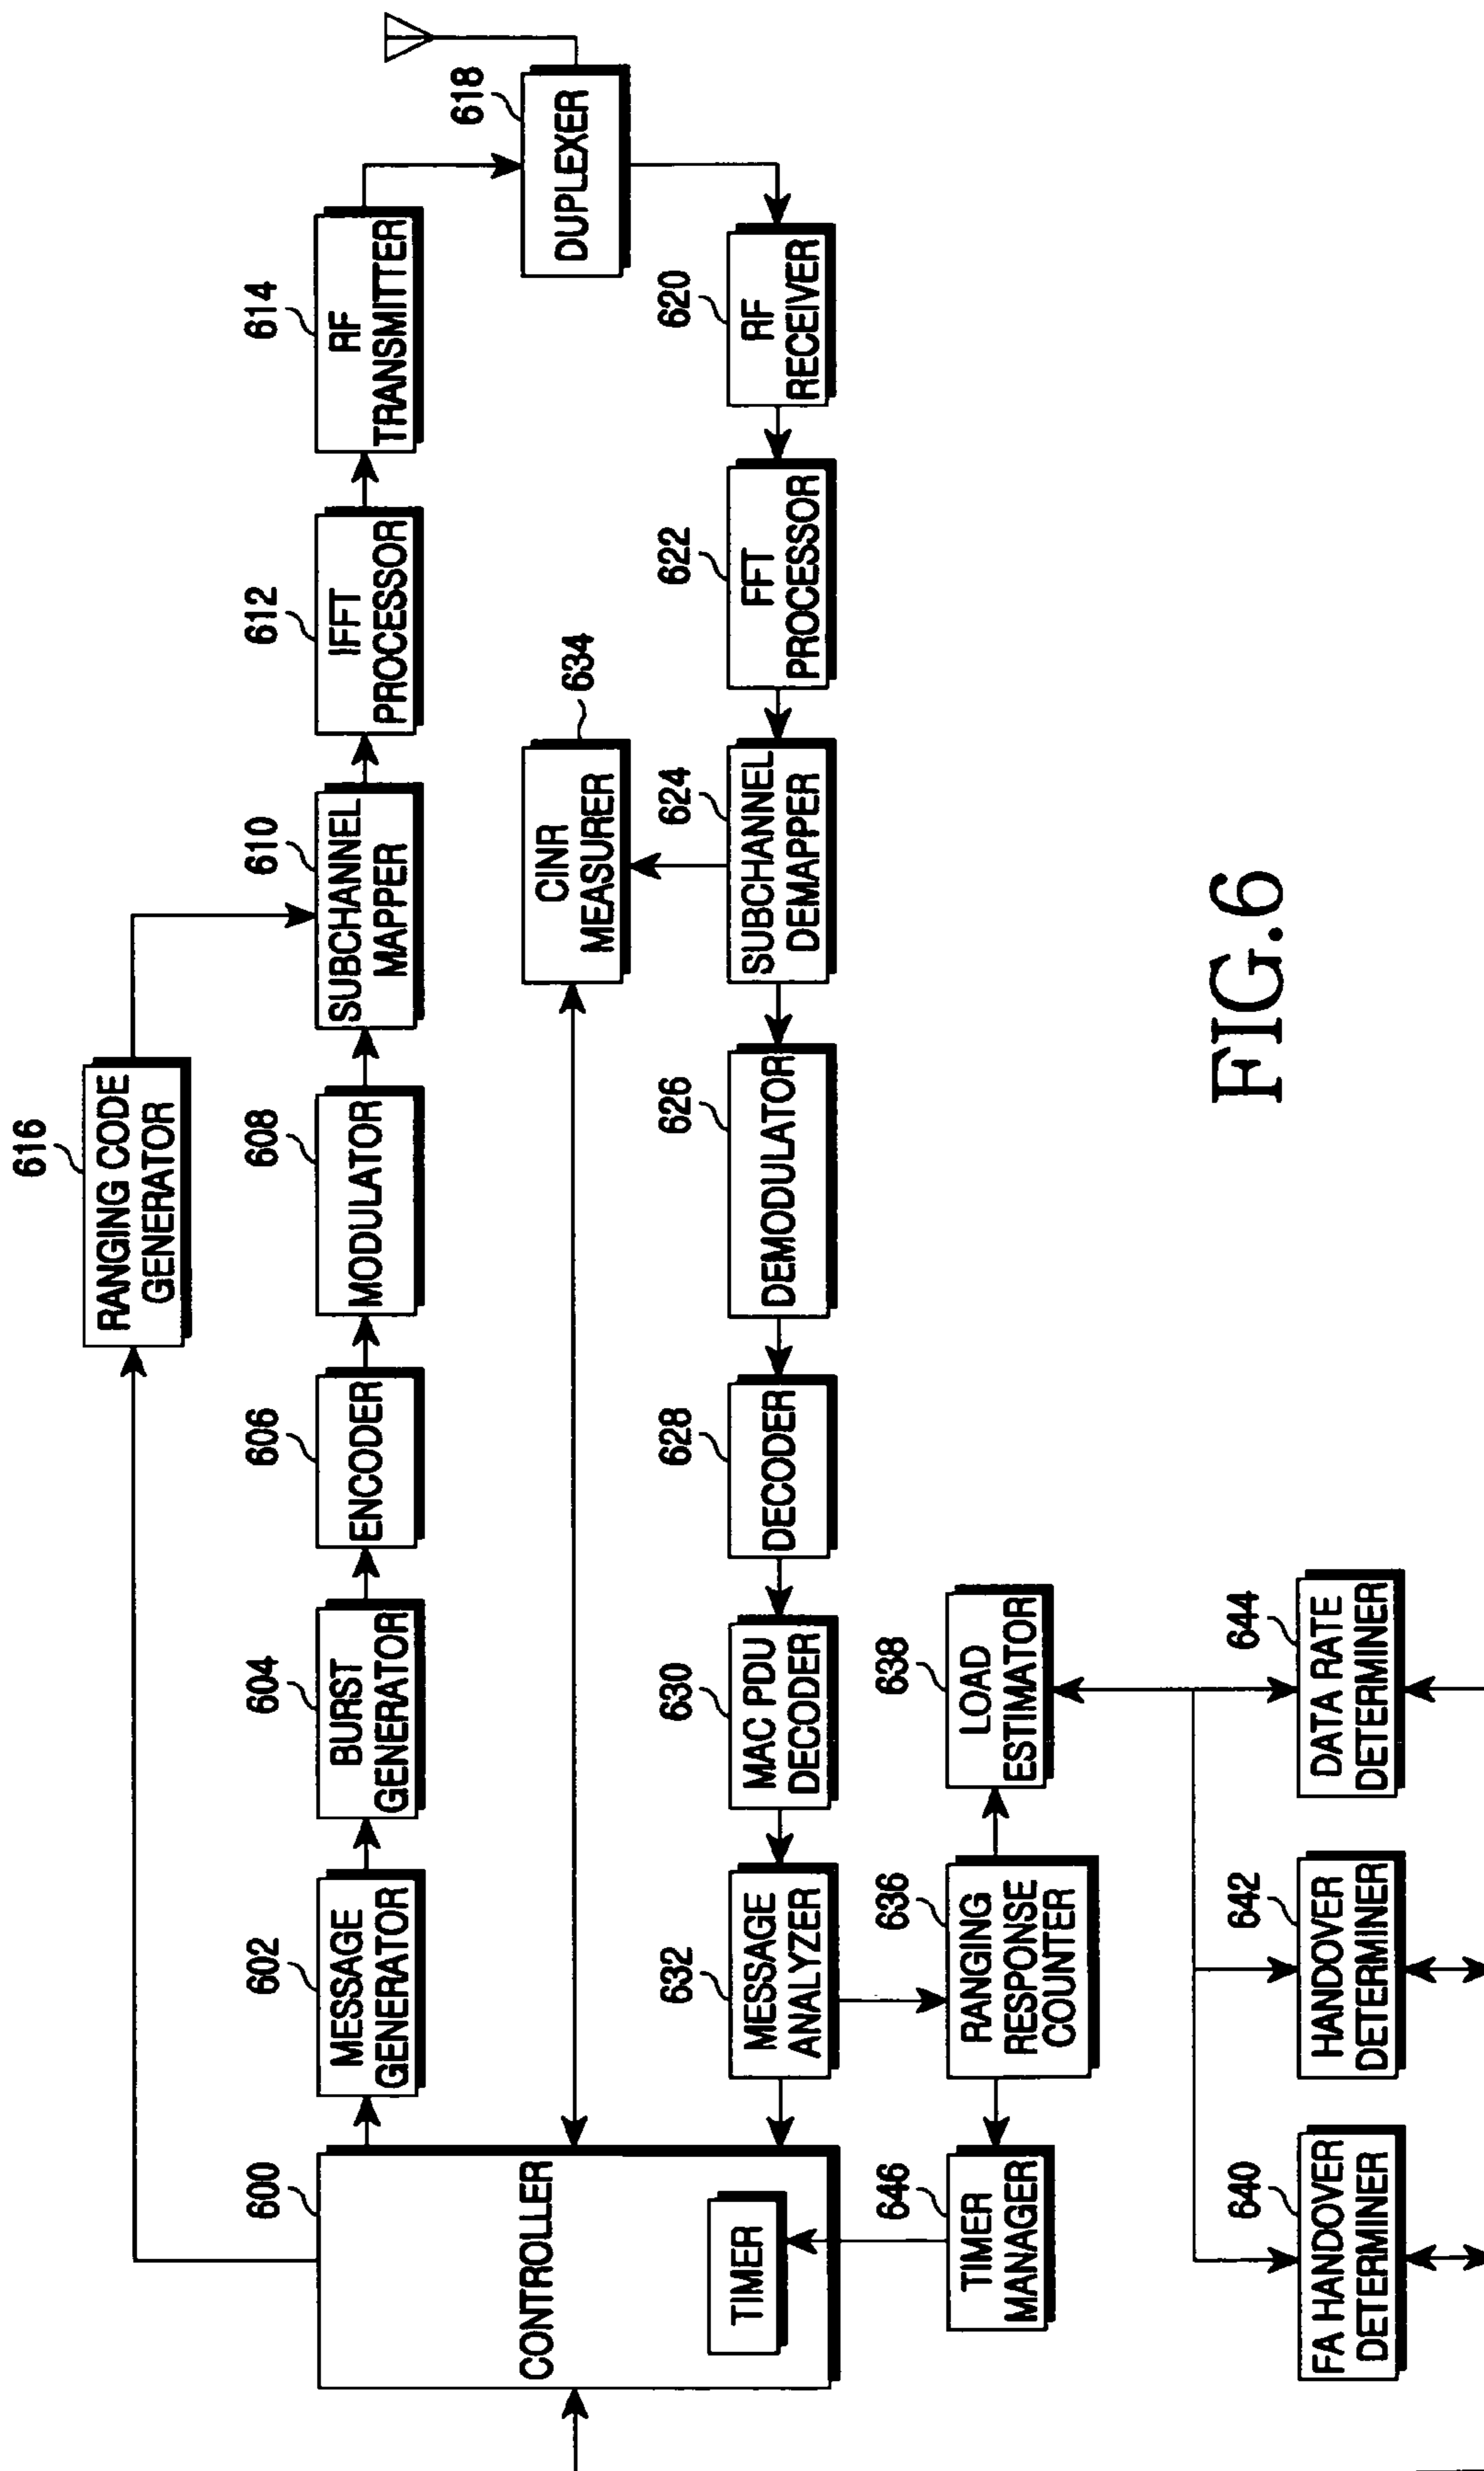 616
RANGING CODE
GENERATOR
600
CONTROLLER
TIMER
602
MESSAGE
GENERATOR
604
BURST
GENERATOR
606
ENCODER
608
MODULATOR
610
SUBCHANNEL
MAPPER
612
IFFT
PROCESSOR
614
RF
TRANSMITTER
618
DUPLEXER
634
CINR
MEASURER
632
MESSAGE
ANALYZER
630
MAC PDU
DECODER
628
DECODER
626
DEMODULATOR
624
SUBCHANNEL
DEMAPPER
622
FFT
PROCESSOR
620
RF
RECEIVER
646
TIMER
MANAGER
636
RANGING
RESPONSE
COUNTER
638
LOAD
ESTIMATOR
640
FA HANDOVER
DETERMINER
642
HANDOVER
DETERMINER
644
DATA RATE
DETERMINER
FIG.6